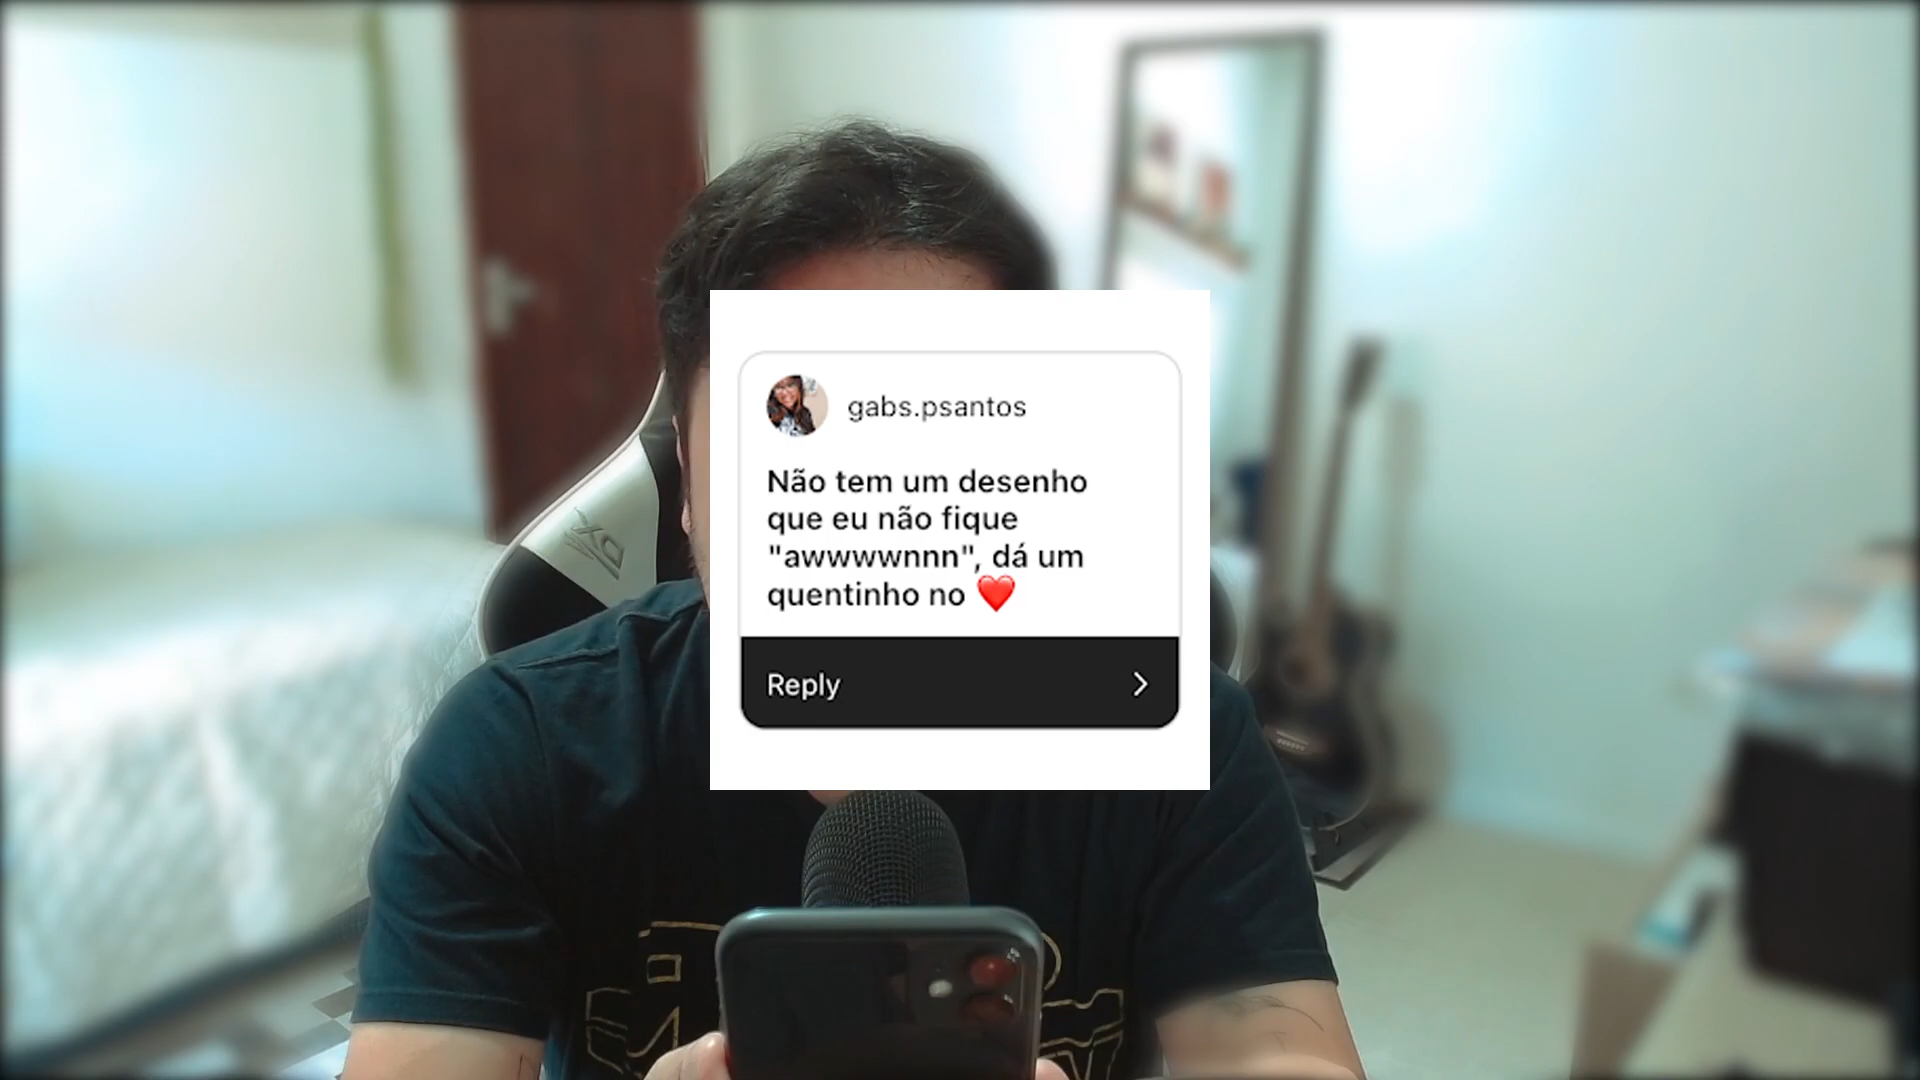 gabs.psantos
Não tem um desenho
que eu não fique
"awwwwnnn", dá um
quentinho no ❤️
Reply